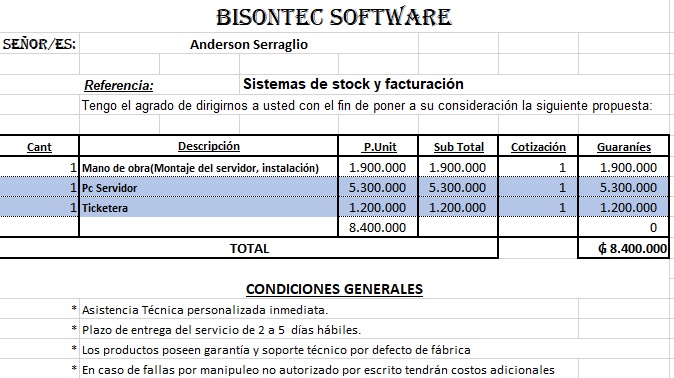 BISONTEC SOFTWARE
SEÑOR/ES: Anderson Serraglio
Referencia: Sistemas de stock y facturación
Tengo el agrado de dirigirnos a usted con el fin de poner a su consideración la siguiente propuesta:
Cant Descripción P.Unit Sub Total Cotización Guaraníes
1 Mano de obra(Montaje del servidor, instalación) 1.900.000 1.900.000 1 1.900.000
1 Pc Servidor 5.300.000 5.300.000 1 5.300.000
1 Ticketera 1.200.000 1.200.000 1 1.200.000
8.400.000 0
TOTAL ₲ 8.400.000
CONDICIONES GENERALES
* Asistencia Técnica personalizada inmediata.
* Plazo de entrega del servicio de 2 a 5 días hábiles.
* Los productos poseen garantía y soporte técnico por defecto de fábrica
* En caso de fallas por manipuleo no autorizado por escrito tendrán costos adicionales